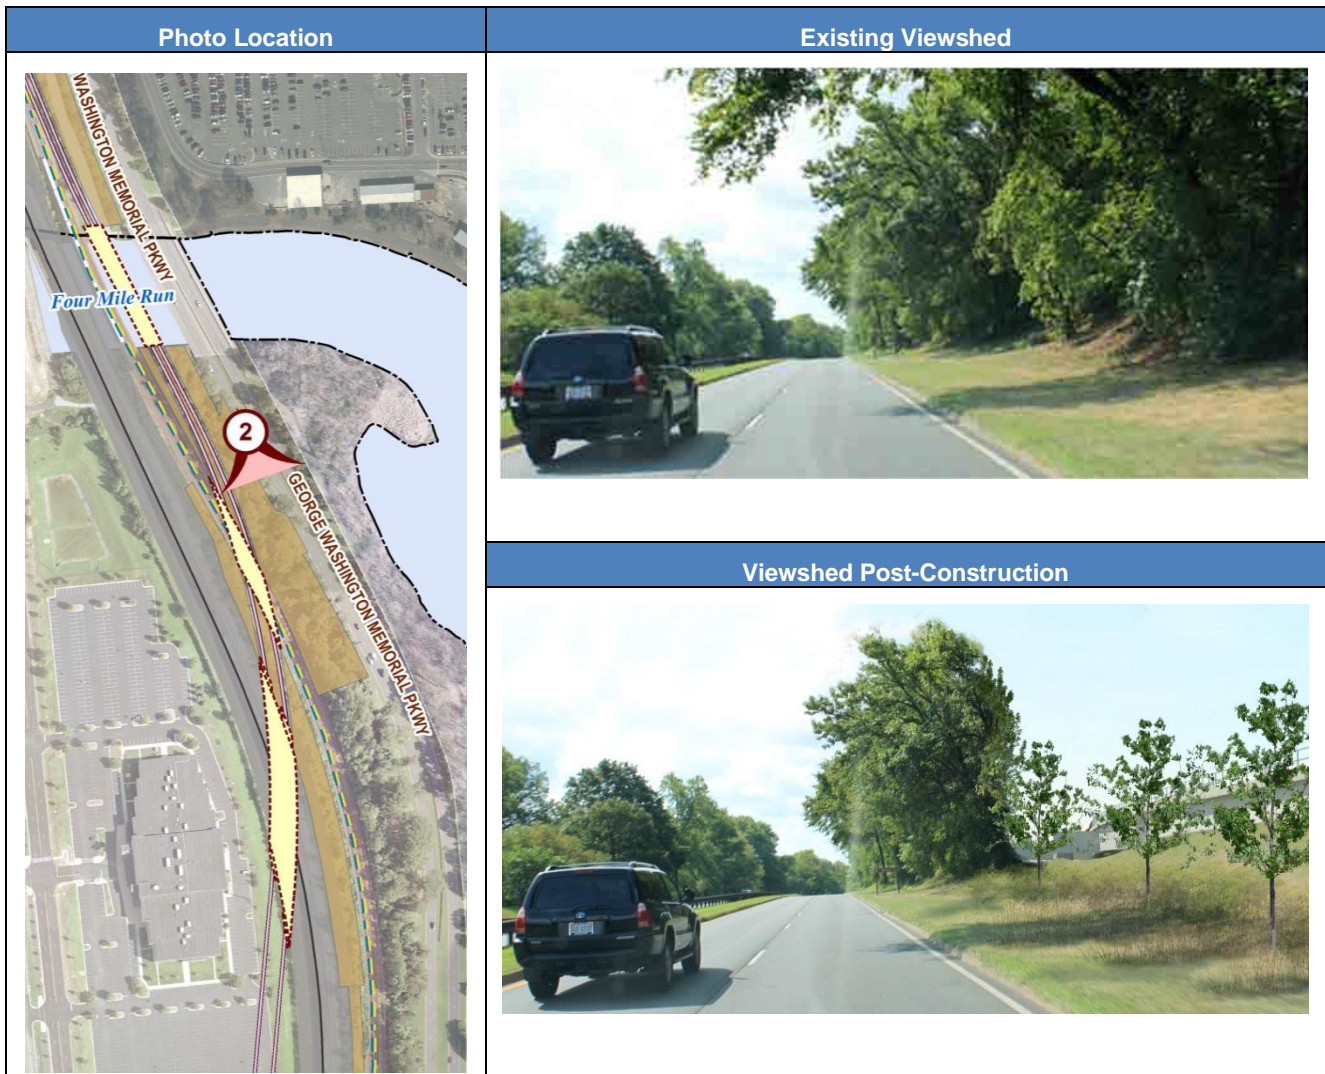 Photo Location
Existing Viewshed
WASHINGTON MEMORIAL PKWY
Four Mile Run
2
GEORGE WASHINGTON MEMORIAL PKWY
Viewshed Post-Construction